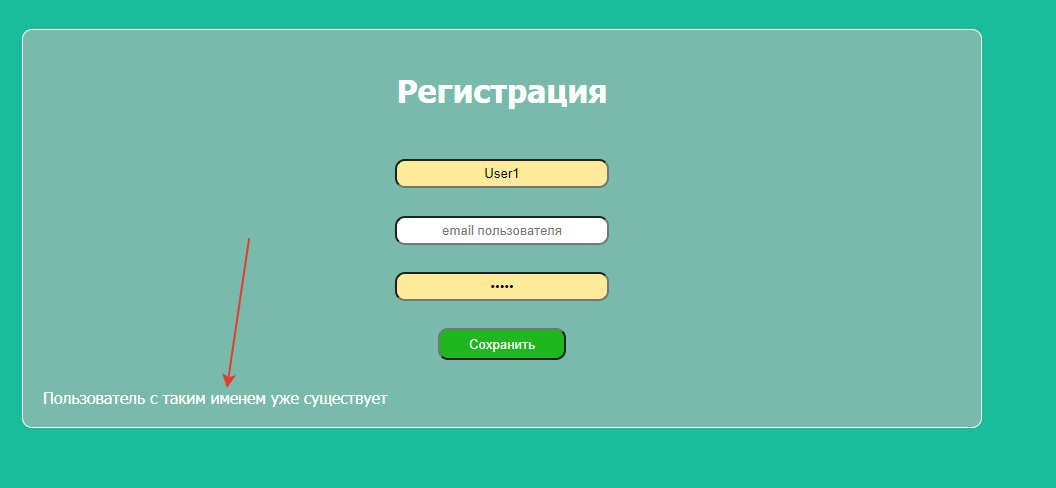 Регистрация
User1
email пользователя
•••••
Сохранить
Пользователь с таким именем уже существует